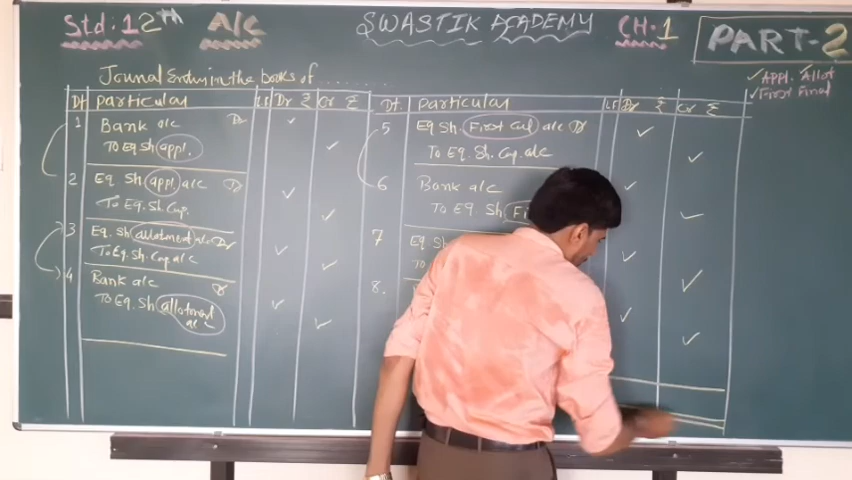 Std: 12TH A/C SWASTIK ACADEMY CH-1 PART-2
✓ Appl. Allot
✓ First Final
Journal Entry in the books of ........
Dt particular LF Dr ₹ Cr ₹
1 Bank a/c Dr ✓
To Eq Sh appl. ✓
2 Eq Sh appl a/c Dr ✓
To Eq. Sh. Cap. ✓
3 Eq. Sh allotment a/c Dr ✓
To Eq. Sh. Cap a/c ✓
4 Bank a/c Dr ✓
To Eq. Sh allotment a/c ✓
Dt. particular LF Dr ₹ Cr ₹
5 Eq Sh. First Call a/c Dr ✓
To Eq. Sh. Cap. a/c ✓
6 Bank a/c ✓
To Eq Sh ✓
7 Eq. ✓
To ✓
8. ✓
✓